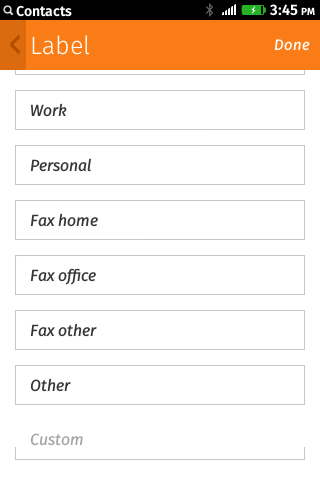 Contacts 3:45 PM
Label Done
Work
Personal
Fax home
Fax office
Fax other
Other
Custom